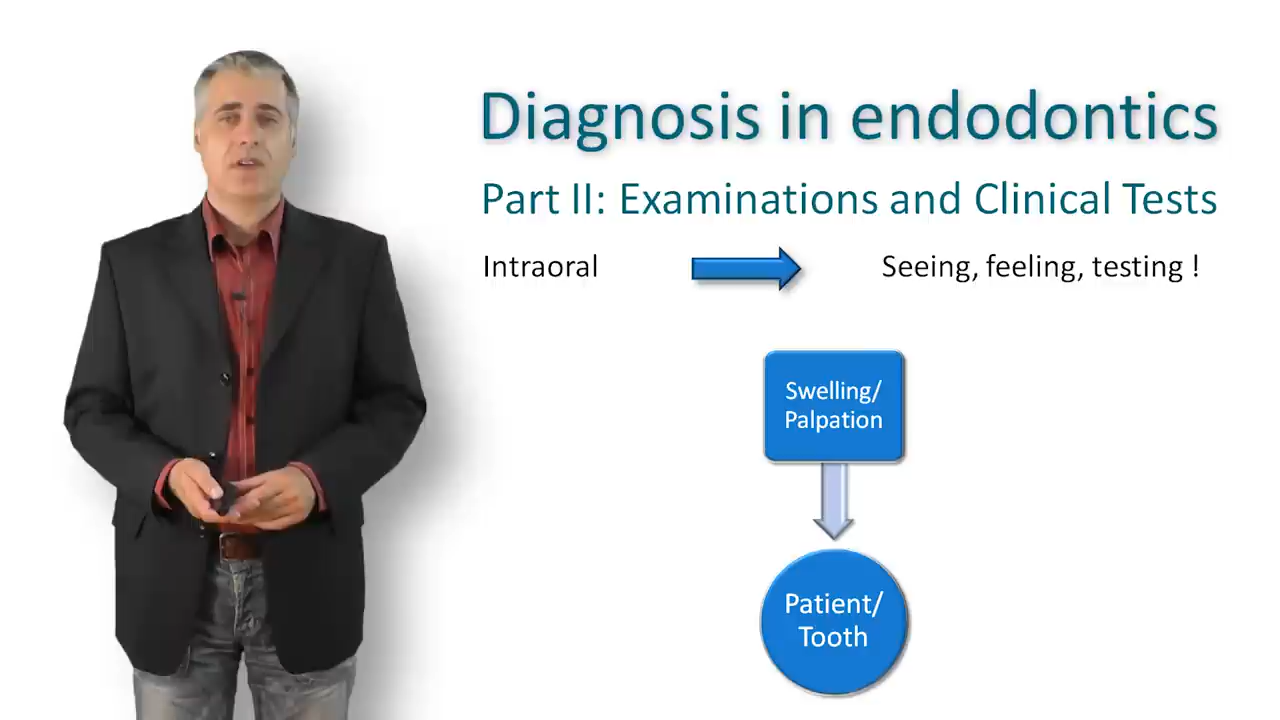 Diagnosis in endodontics
Part II: Examinations and Clinical Tests
Intraoral
Seeing, feeling, testing !
Swelling/
Palpation
Patient/
Tooth